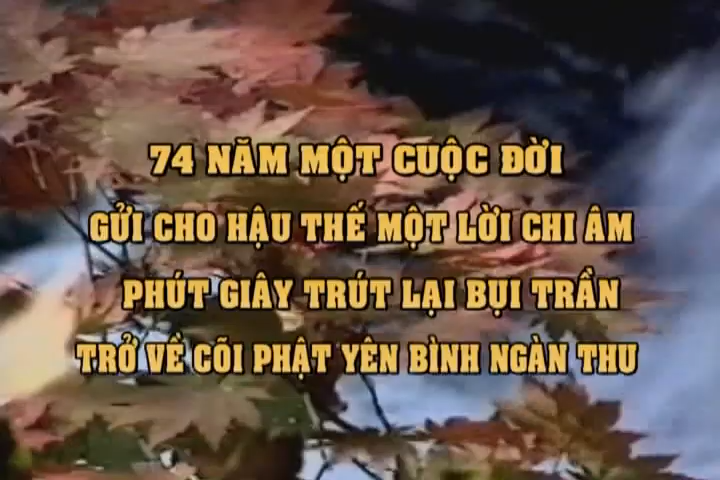 74 NĂM MỘT CUỘC ĐỜI
GỬI CHO HẬU THẾ MỘT LỜI CHI ÂM
PHÚT GIÂY TRÚT LẠI BỤI TRẦN
TRỞ VỀ CÕI PHẬT YÊN BÌNH NGÀN THU